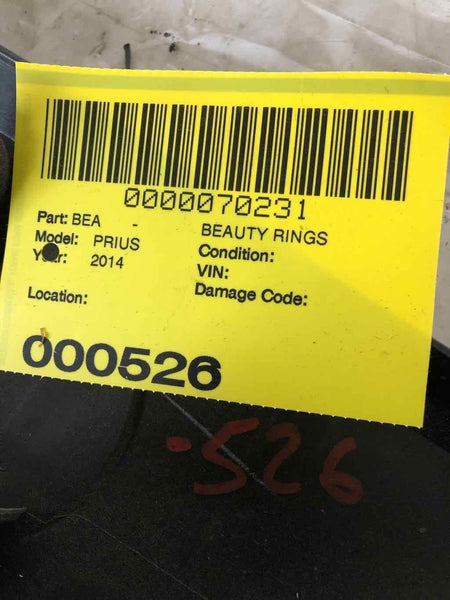 0000070231
Part: BEA - BEAUTY RINGS
Model: PRIUS Condition:
Year: 2014 VIN:
Location: Damage Code:
000526
-526